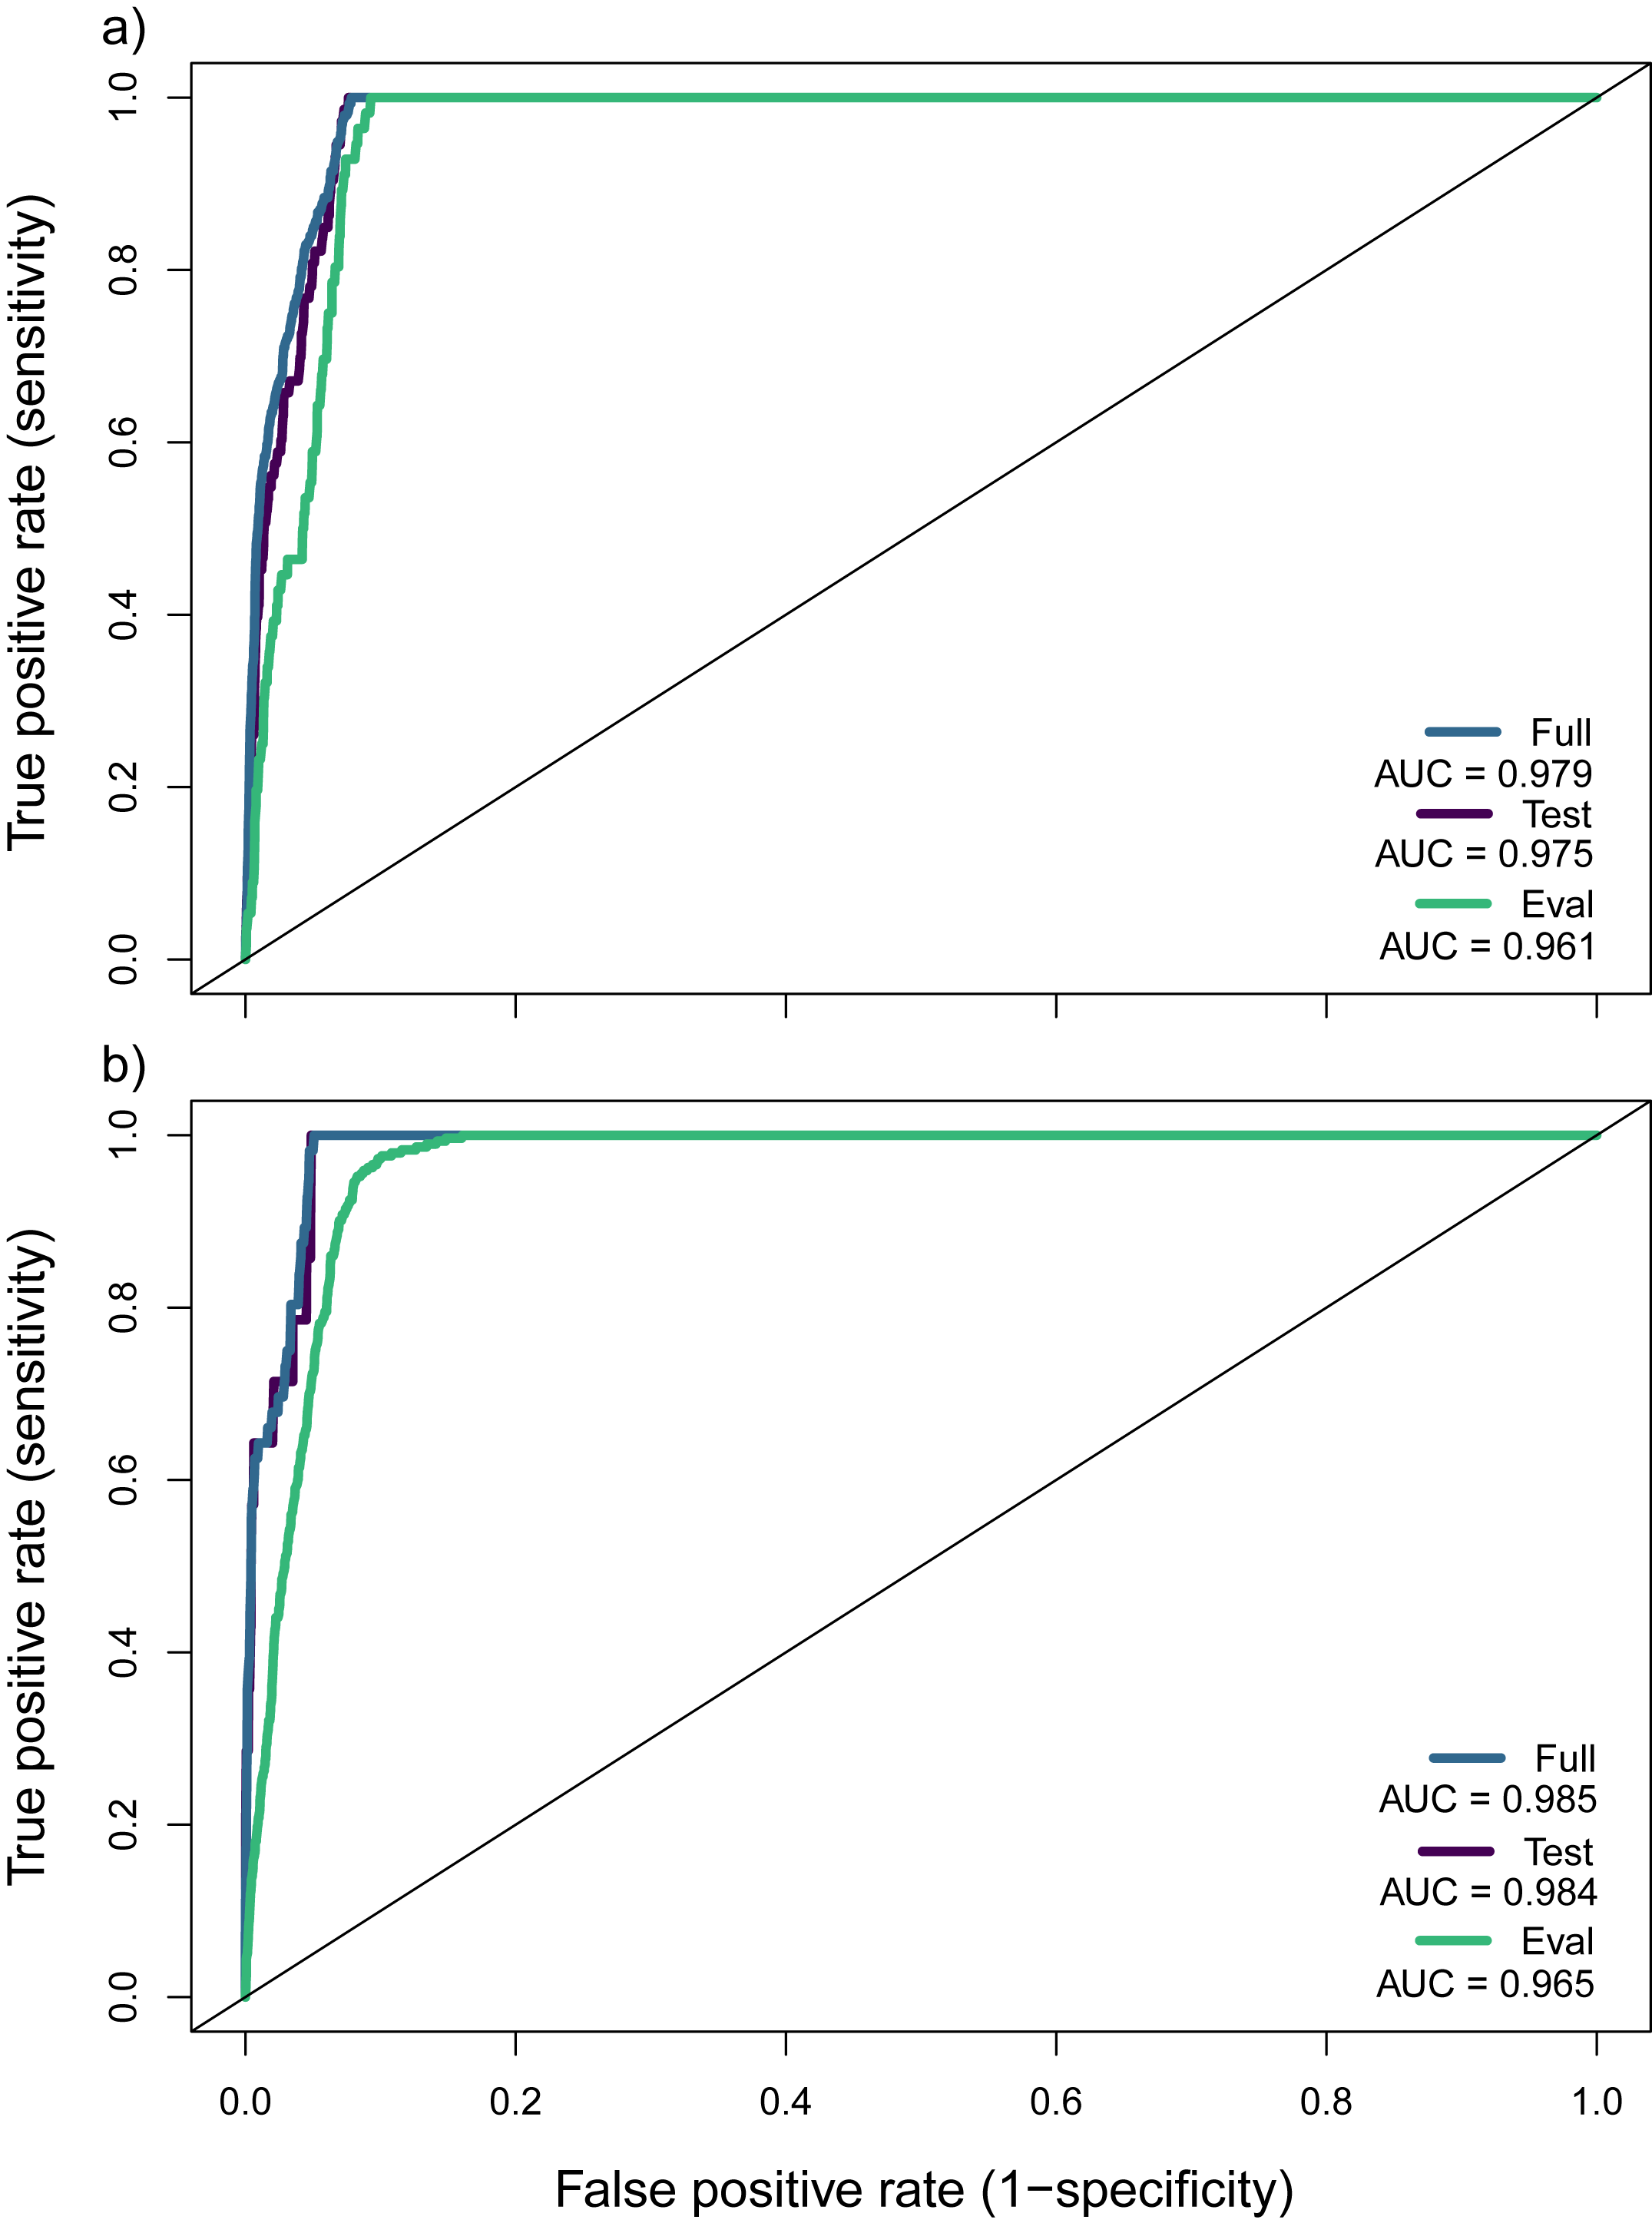 a)
True positive rate (sensitivity)
1.0
0.8
0.6
0.4
0.2
0.0
Full
AUC = 0.979
Test
AUC = 0.975
Eval
AUC = 0.961
b)
True positive rate (sensitivity)
1.0
0.8
0.6
0.4
0.2
0.0
Full
AUC = 0.985
Test
AUC = 0.984
Eval
AUC = 0.965
0.0 0.2 0.4 0.6 0.8 1.0
False positive rate (1−specificity)